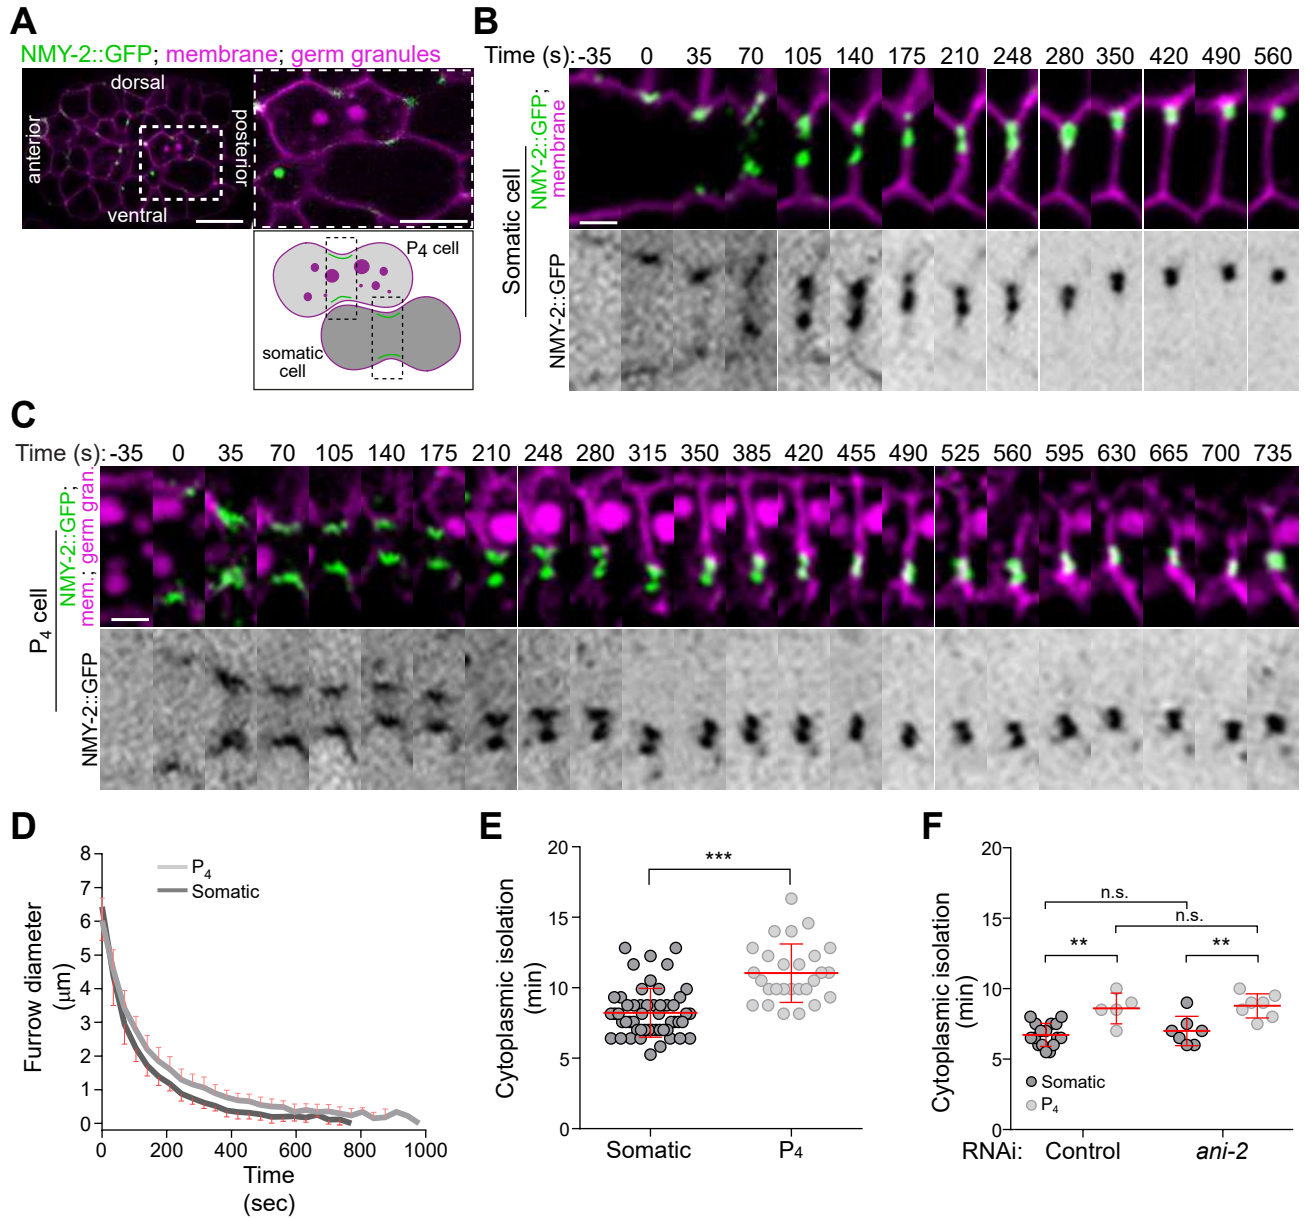 A
NMY-2::GFP; membrane; germ granules
dorsal
anterior
posterior
ventral
P4 cell
somatic
cell
B
Time (s):-35 0 35 70 105 140 175 210 248 280 350 420 490 560
Somatic cell
NMY-2::GFP;
membrane
NMY-2::GFP
C
Time (s):-35 0 35 70 105 140 175 210 248 280 315 350 385 420 455 490 525 560 595 630 665 700 735
P4 cell
NMY-2::GFP;
mem.; germ gran.
NMY-2::GFP
D
Furrow diameter
(µm)
8
7
6
5
4
3
2
1
0
P4
Somatic
0 200 400 600 800 1000
Time
(sec)
E
Cytoplasmic isolation
(min)
20
15
10
5
0
***
Somatic P4
F
Cytoplasmic isolation
(min)
20
15
10
5
0
n.s.
n.s.
** **
Somatic
P4
RNAi: Control ani-2